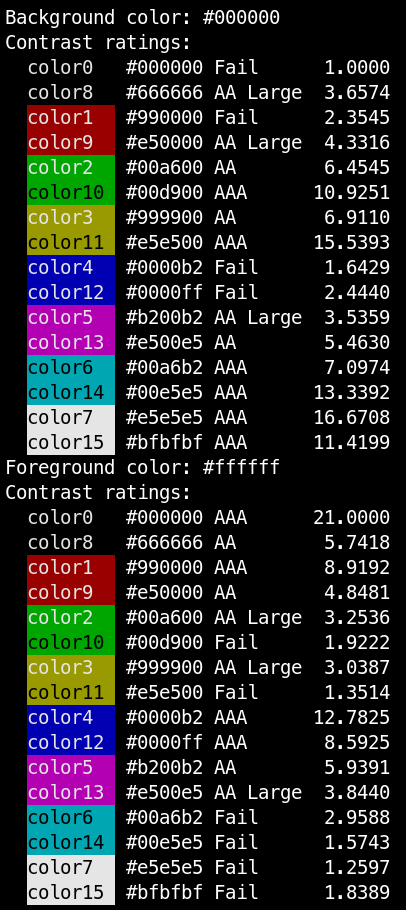 Background color: #000000
Contrast ratings:
color0 #000000 Fail 1.0000
color8 #666666 AA Large 3.6574
color1 #990000 Fail 2.3545
color9 #e50000 AA Large 4.3316
color2 #00a600 AA 6.4545
color10 #00d900 AAA 10.9251
color3 #999900 AA 6.9110
color11 #e5e500 AAA 15.5393
color4 #0000b2 Fail 1.6429
color12 #0000ff Fail 2.4440
color5 #b200b2 AA Large 3.5359
color13 #e500e5 AA 5.4630
color6 #00a6b2 AAA 7.0974
color14 #00e5e5 AAA 13.3392
color7 #e5e5e5 AAA 16.6708
color15 #bfbfbf AAA 11.4199
Foreground color: #ffffff
Contrast ratings:
color0 #000000 AAA 21.0000
color8 #666666 AA 5.7418
color1 #990000 AAA 8.9192
color9 #e50000 AA 4.8481
color2 #00a600 AA Large 3.2536
color10 #00d900 Fail 1.9222
color3 #999900 AA Large 3.0387
color11 #e5e500 Fail 1.3514
color4 #0000b2 AAA 12.7825
color12 #0000ff AAA 8.5925
color5 #b200b2 AA 5.9391
color13 #e500e5 AA Large 3.8440
color6 #00a6b2 Fail 2.9588
color14 #00e5e5 Fail 1.5743
color7 #e5e5e5 Fail 1.2597
color15 #bfbfbf Fail 1.8389